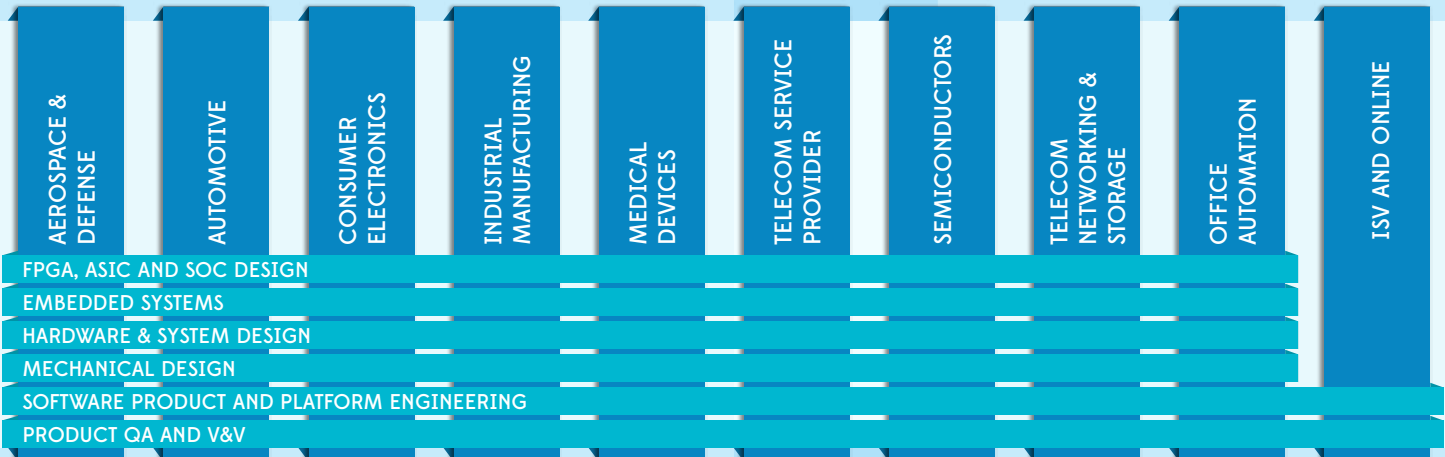 AEROSPACE &
DEFENSE
AUTOMOTIVE
CONSUMER
ELECTRONICS
INDUSTRIAL
MANUFACTURING
MEDICAL
DEVICES
TELECOM SERVICE
PROVIDER
SEMICONDUCTORS
TELECOM
NETWORKING &
STORAGE
OFFICE
AUTOMATION
ISV AND ONLINE
FPGA, ASIC AND SOC DESIGN
EMBEDDED SYSTEMS
HARDWARE & SYSTEM DESIGN
MECHANICAL DESIGN
SOFTWARE PRODUCT AND PLATFORM ENGINEERING
PRODUCT QA AND V&V